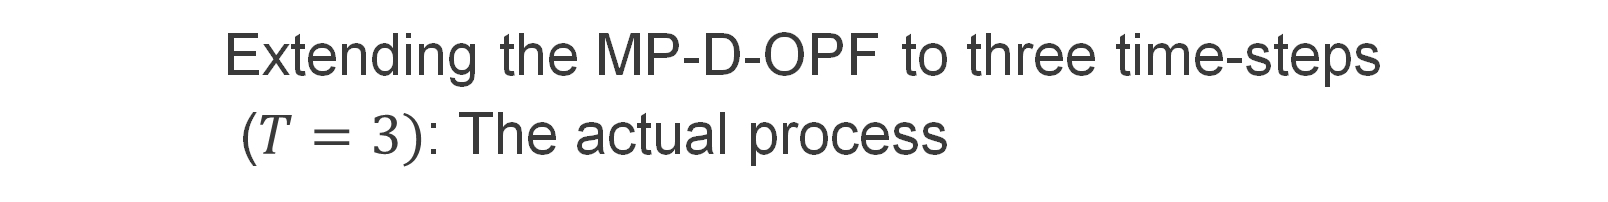 Extending the MP-D-OPF to three time-steps
(T = 3): The actual process